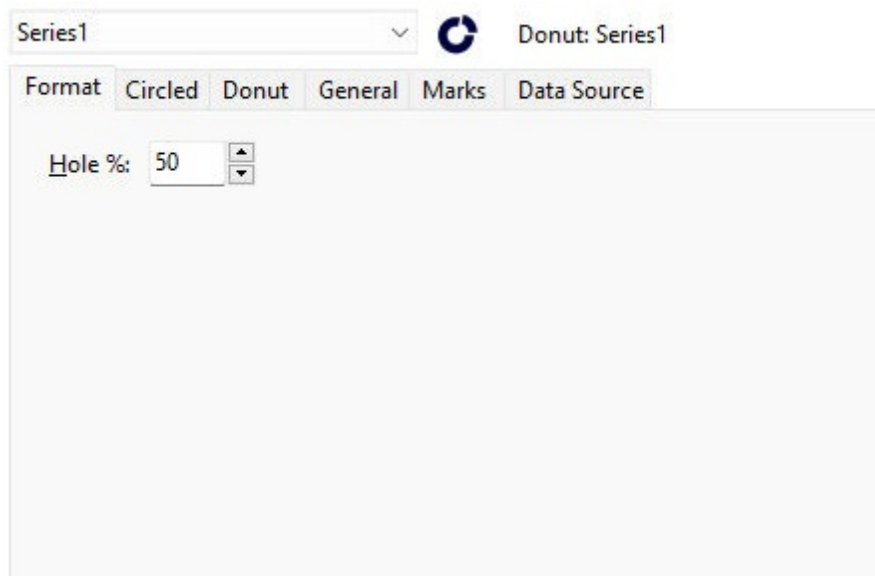 Series1 Donut: Series1
Format Circled Donut General Marks Data Source
Hole %: 50